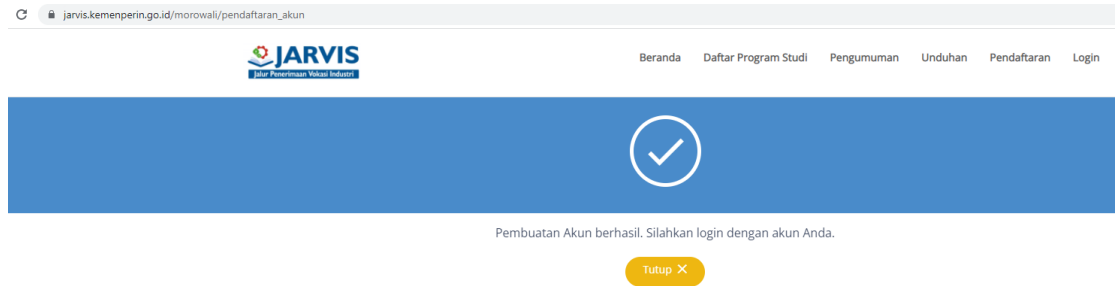 jarvis.kemenperin.go.id/morowali/pendaftaran_akun
JARVIS
Jalur Penerimaan Vokasi Industri
Beranda Daftar Program Studi Pengumuman Unduhan Pendaftaran Login
Pembuatan Akun berhasil. Silahkan login dengan akun Anda.
Tutup X